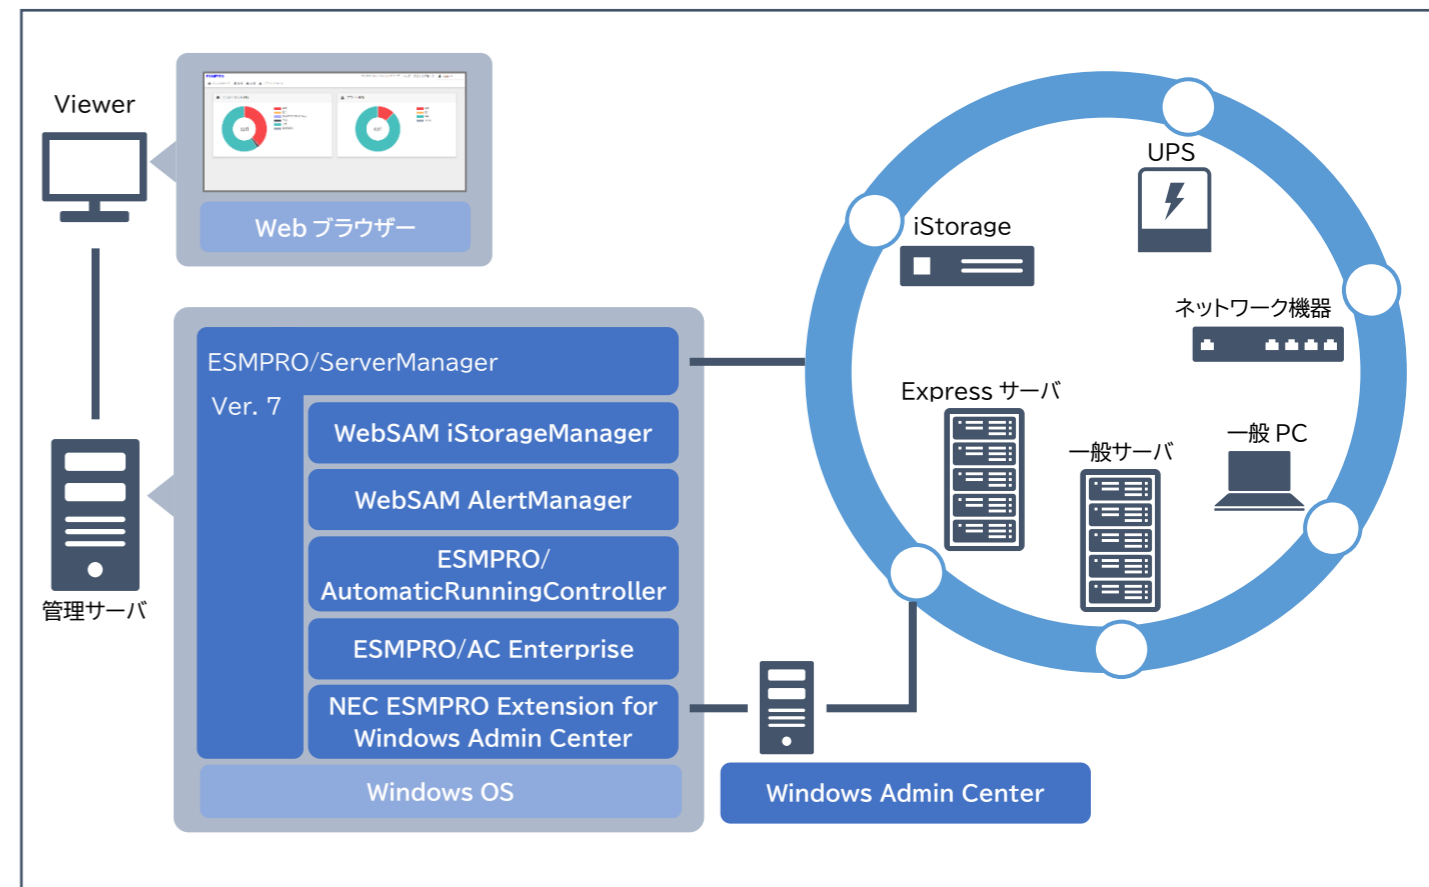 Viewer
ESMPRO
Web ブラウザー
管理サーバ
ESMPRO/ServerManager
Ver. 7
WebSAM iStorageManager
WebSAM AlertManager
ESMPRO/
AutomaticRunningController
ESMPRO/AC Enterprise
NEC ESMPRO Extension for
Windows Admin Center
Windows OS
Windows Admin Center
UPS
iStorage
ネットワーク機器
Express サーバ
一般サーバ
一般 PC